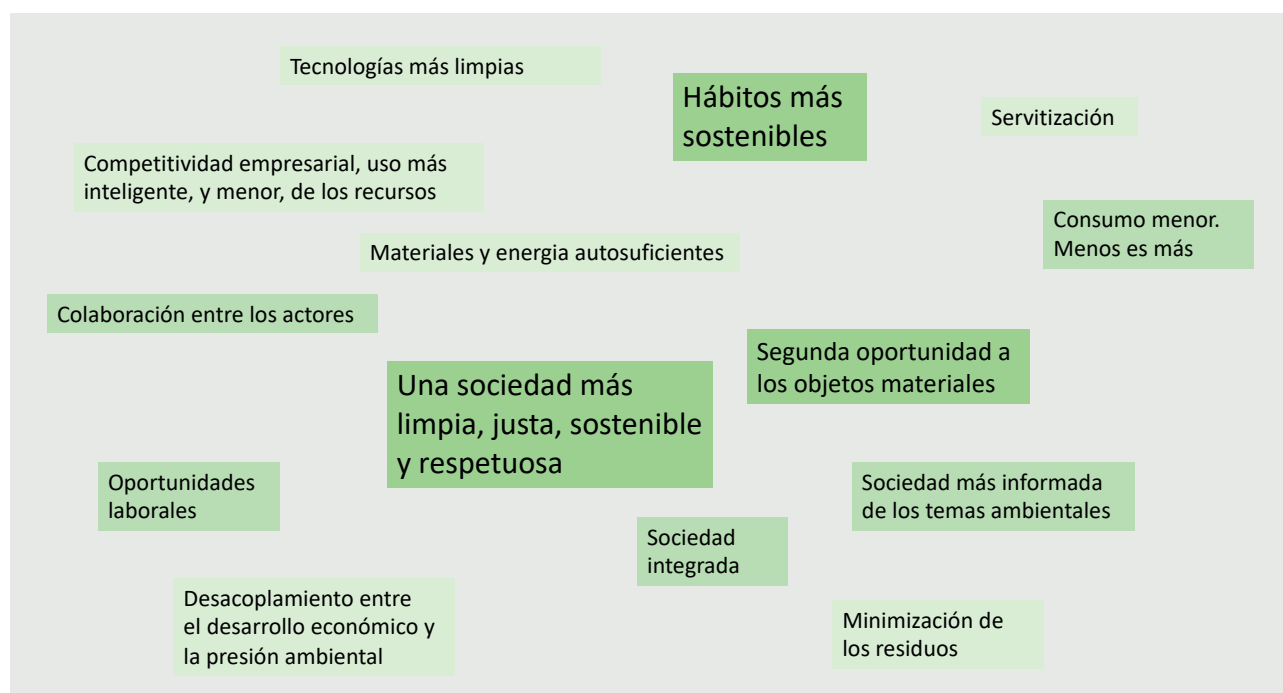 Tecnologías más limpias
Hábitos más
sostenibles
Servitización
Competitividad empresarial, uso más
inteligente, y menor, de los recursos
Consumo menor.
Menos es más
Materiales y energia autosuficientes
Colaboración entre los actores
Segunda oportunidad a
los objetos materiales
Una sociedad más
limpia, justa, sostenible
y respetuosa
Oportunidades
laborales
Sociedad más informada
de los temas ambientales
Sociedad
integrada
Desacoplamiento entre
el desarrollo económico y
la presión ambiental
Minimización de
los residuos